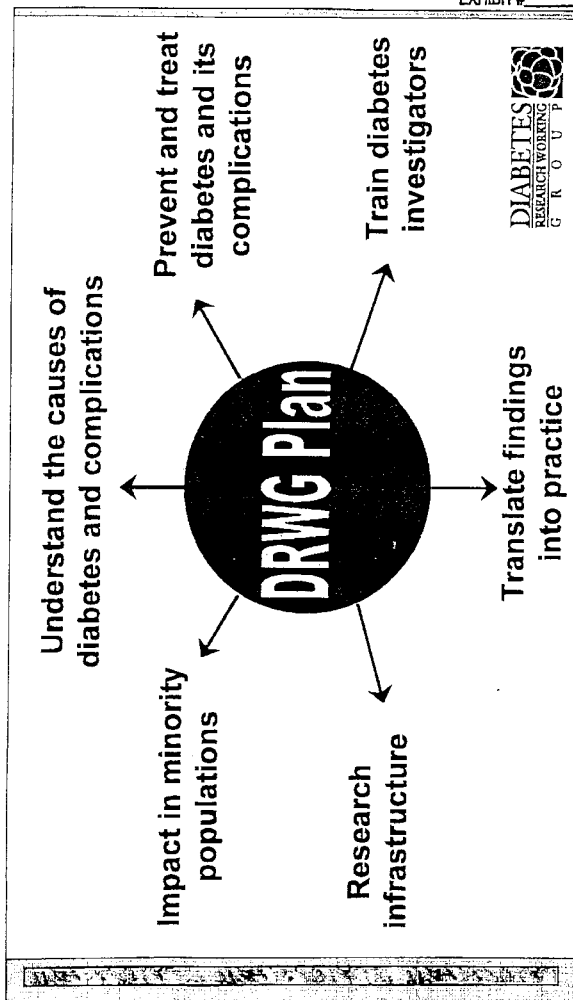 Understand the causes of
diabetes and complications
Prevent and treat
diabetes and its
complications
Train diabetes
investigators
Translate findings
into practice
Research
infrastructure
Impact in minority
populations
DRWG Plan
DIABETES
RESEARCH WORKING
G R O U P